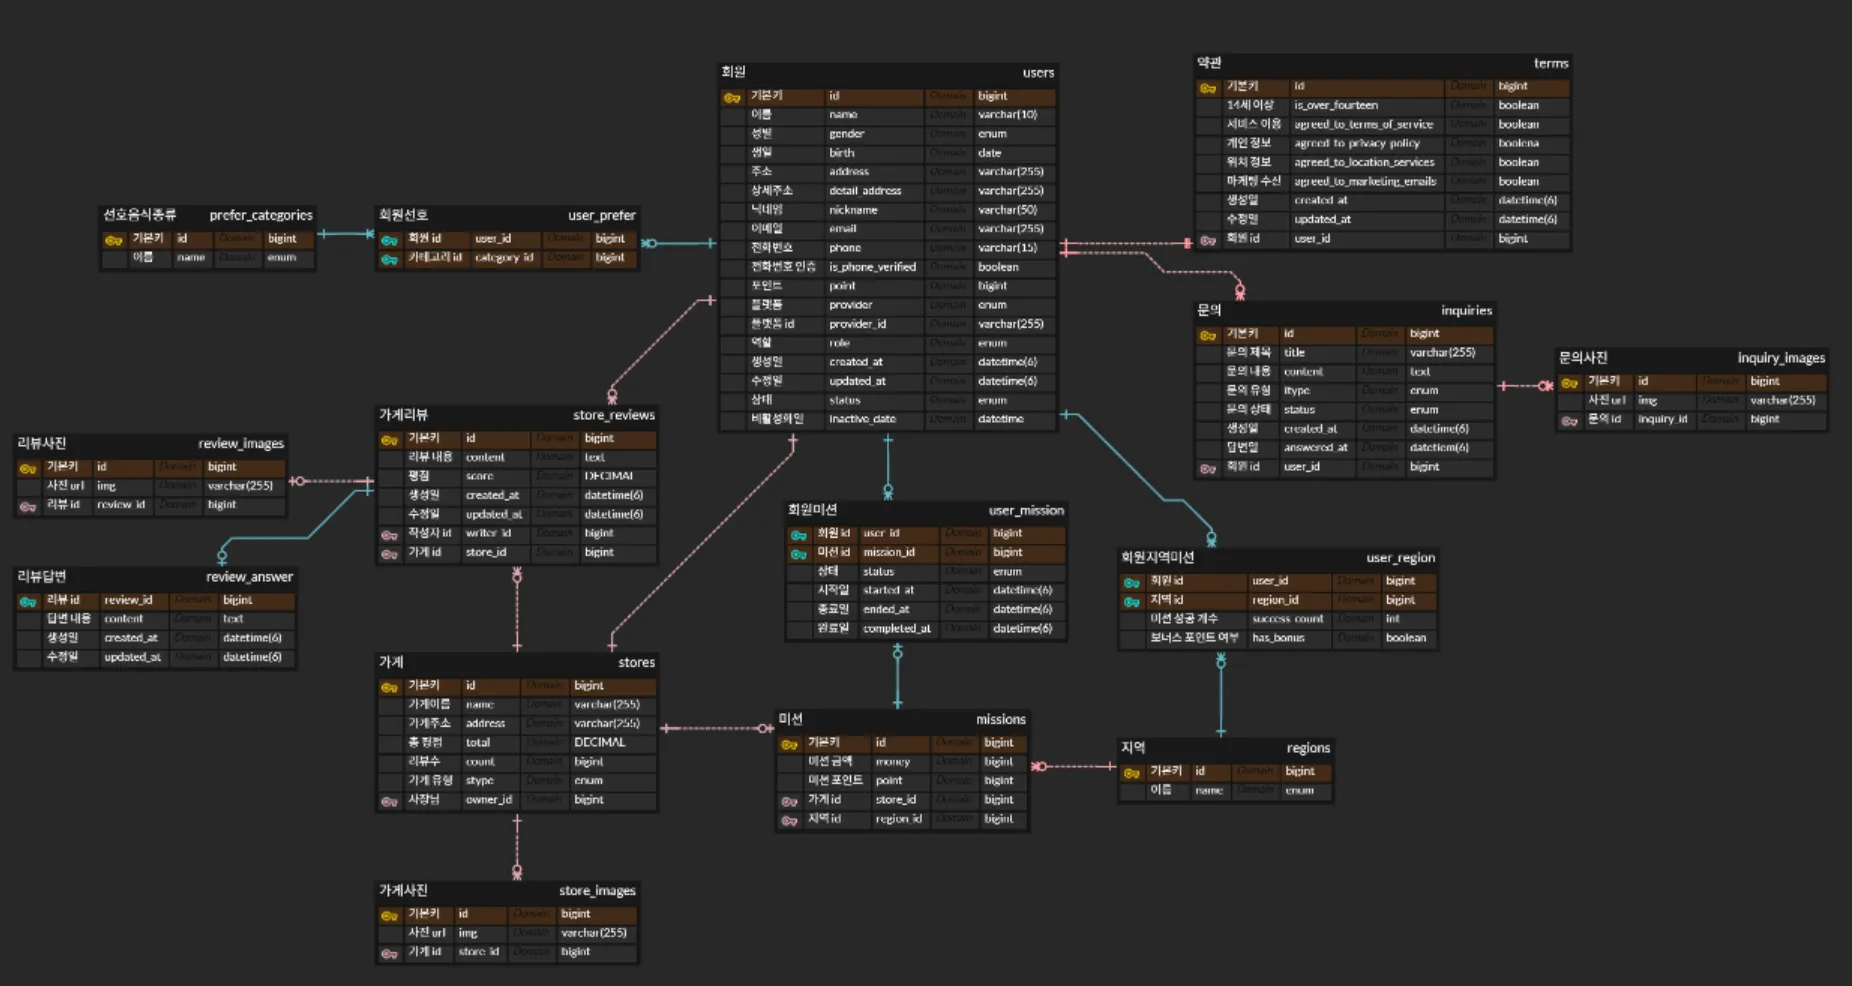 회원 users
기본키 id Domain bigint
이름 name Domain varchar(10)
성별 gender Domain enum
생일 birth Domain date
주소 address Domain varchar(255)
상세주소 detail_address Domain varchar(255)
닉네임 nickname Domain varchar(50)
이메일 email Domain varchar(255)
전화번호 phone Domain varchar(15)
전화번호 인증 is_phone_verified Domain boolean
포인트 point Domain bigint
플랫폼 provider Domain enum
플랫폼 id provider_id Domain varchar(255)
역할 role Domain enum
생성일 created_at Domain datetime(6)
수정일 updated_at Domain datetime(6)
상태 status Domain enum
비활성화일 inactive_date Domain datetime
약관 terms
기본키 id Domain bigint
14세 이상 is_over_fourteen Domain boolean
서비스 이용 agreed_to_terms_of_service Domain boolean
개인 정보 agreed to privacy policy Domain boolena
위치 정보 agreed_to_location_services Domain boolean
마케팅 수신 agreed_to_marketing_emails Domain boolean
생성일 created_at Domain datetime(6)
수정일 updated_at Domain datetime(6)
회원 id user_id Domain bigint
선호음식종류 prefer_categories
기본키 id Domain bigint
이름 name Domain enum
회원선호 user_prefer
회원 id user_id Domain bigint
카테고리 id category_id Domain bigint
문의 inquiries
기본키 id Domain bigint
문의 제목 title Domain varchar(255)
문의 내용 content Domain text
문의 유형 itype Domain enum
문의 상태 status Domain enum
생성일 created_at Domain datetime(6)
답변일 answered_at Domain datetiem(6)
회원 id user_id Domain bigint
문의사진 inquiry_images
기본키 id Domain bigint
사진 url img Domain varchar(255)
문의 id inquiry_id Domain bigint
가게리뷰 store_reviews
기본키 id Domain bigint
리뷰 내용 content Domain text
평점 score Domain DECIMAL
생성일 created_at Domain datetime(6)
수정일 updated_at Domain datetime(6)
작성자 id writer_id Domain bigint
가게 id store_id Domain bigint
리뷰사진 review_images
기본키 id Domain bigint
사진 url img Domain varchar(255)
리뷰 id review_id Domain bigint
리뷰답변 review_answer
리뷰 id review_id Domain bigint
답변 내용 content Domain text
생성일 created_at Domain datetime(6)
수정일 updated_at Domain datetime(6)
회원미션 user_mission
회원 id user_id Domain bigint
미션 id mission_id Domain bigint
상태 status Domain enum
시작일 started_at Domain datetime(6)
종료일 ended_at Domain datetime(6)
완료일 completed_at Domain datetime(6)
회원지역미션 user_region
회원 id user_id Domain bigint
지역 id region_id Domain bigint
미션 성공 개수 success_count Domain int
보너스 포인트 여부 has_bonus Domain boolean
가게 stores
기본키 id Domain bigint
가게이름 name Domain varchar(255)
가게주소 address Domain varchar(255)
총 평점 total Domain DECIMAL
리뷰수 count Domain bigint
가게 유형 stype Domain enum
사장님 owner_id Domain bigint
미션 missions
기본키 id Domain bigint
미션 금액 money Domain bigint
미션 포인트 point Domain bigint
가게 id store_id Domain bigint
지역 id region_id Domain bigint
지역 regions
기본키 id Domain bigint
이름 name Domain enum
가게사진 store_images
기본키 id Domain bigint
사진 url img Domain varchar(255)
가게 id store_id Domain bigint